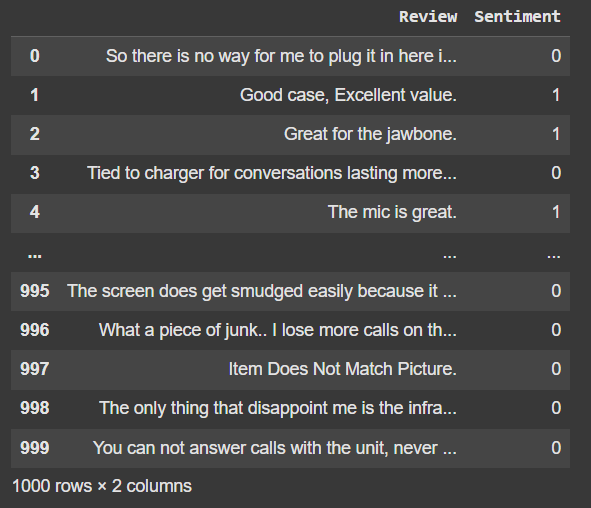 Review Sentiment
0 So there is no way for me to plug it in here i... 0
1 Good case, Excellent value. 1
2 Great for the jawbone. 1
3 Tied to charger for conversations lasting more... 0
4 The mic is great. 1
... ... ...
995 The screen does get smudged easily because it ... 0
996 What a piece of junk.. I lose more calls on th... 0
997 Item Does Not Match Picture. 0
998 The only thing that disappoint me is the infra... 0
999 You can not answer calls with the unit, never ... 0
1000 rows × 2 columns